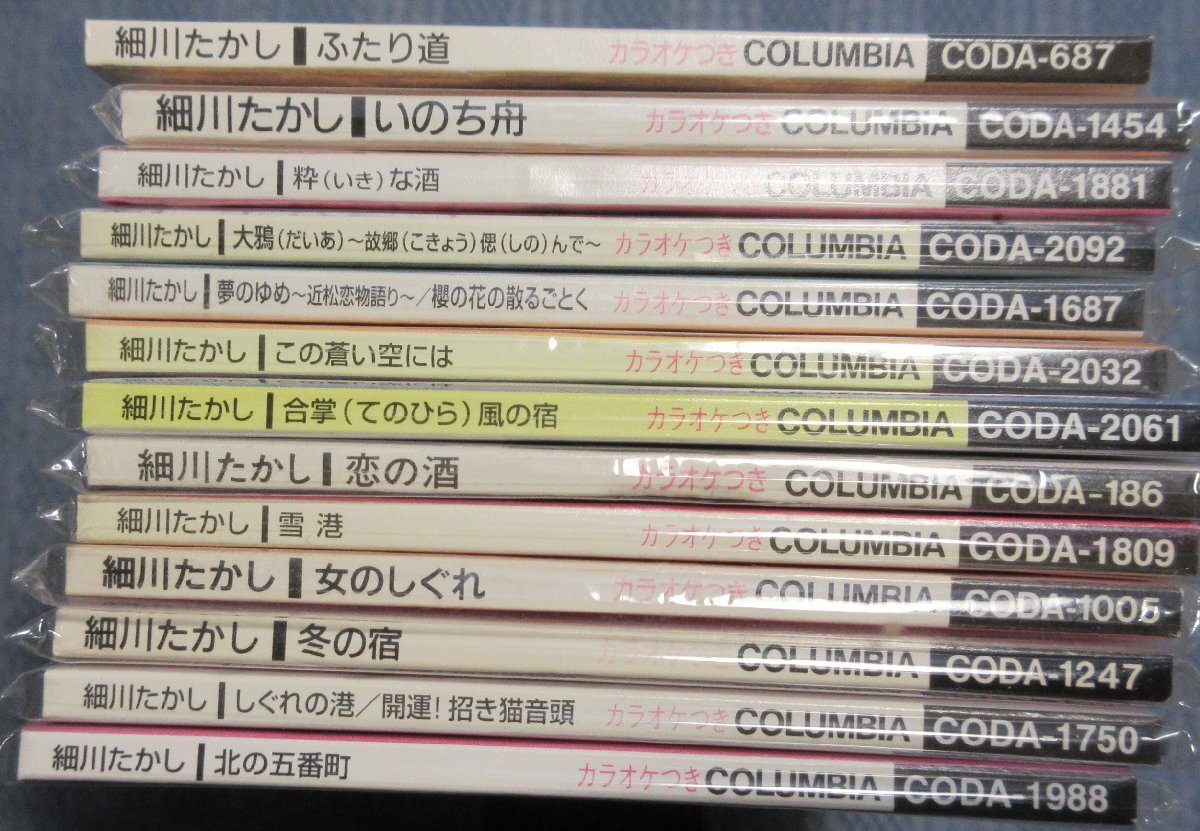 細川たかし ふたり道 カラオケつき COLUMBIA CODA-687
細川たかし いのち舟 カラオケつき COLUMBIA CODA-1454
細川たかし 粋(いき)な酒 カラオケつき COLUMBIA CODA-1881
細川たかし 大鴉(だいあ)~故郷(こきょう)偲(しの)んで~ カラオケつき COLUMBIA CODA-2092
細川たかし 夢のゆめ~近松恋物語り~/櫻の花の散るごとく カラオケつき COLUMBIA CODA-1687
細川たかし この蒼い空には カラオケつき COLUMBIA CODA-2032
細川たかし 合掌(てのひら)風の宿 カラオケつき COLUMBIA CODA-2061
細川たかし 恋の酒 カラオケつき COLUMBIA CODA-186
細川たかし 雪港 カラオケつき COLUMBIA CODA-1809
細川たかし 女のしぐれ カラオケつき COLUMBIA CODA-1005
細川たかし 冬の宿 COLUMBIA CODA-1247
細川たかし しぐれの港/開運!招き猫音頭 カラオケつき COLUMBIA CODA-1750
細川たかし 北の五番町 カラオケつき COLUMBIA CODA-1988